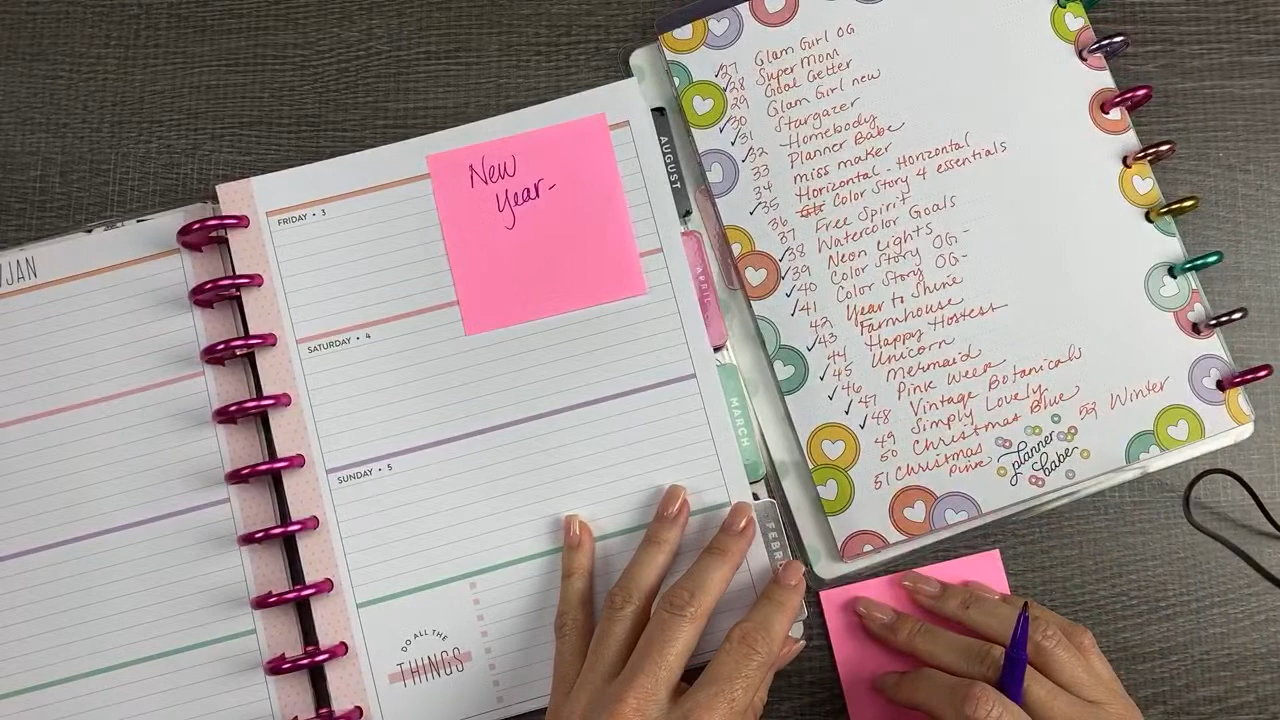 /JAN
FRIDAY • 3
SATURDAY • 4
SUNDAY • 5
DO ALL THE
THINGS
New
Year-
AUGUST
APRIL
MARCH
FEBRU
27 Glam Girl OG
28 Super Mom
29 Goal Getter
30 Glam Girl new
31 Stargazer
32 Homebody
33 Planner Babe
34 miss maker
35 Horizontal - Horizontal
36 Color Story 4 essentials
37 Free Spirit
38 Watercolor Goals
39 Neon Lights
40 Color Story OG-
41 Color Story OG-
42 Year to Shine
43 Farmhouse
44 Happy Hostess
45 Unicorn
46 Mermaid
47 Pink Week
48 Vintage Botanicals
49 Simply Lovely
50 Christmas Blue
51 Christmas Pink
52 Winter
planner
babe